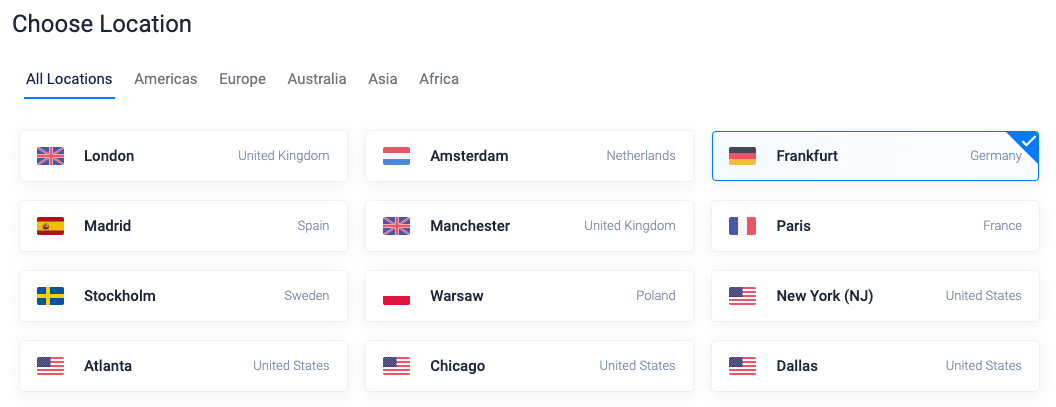 Choose Location
All Locations Americas Europe Australia Asia Africa
London United Kingdom Amsterdam Netherlands Frankfurt Germany
Madrid Spain Manchester United Kingdom Paris France
Stockholm Sweden Warsaw Poland New York (NJ) United States
Atlanta United States Chicago United States Dallas United States